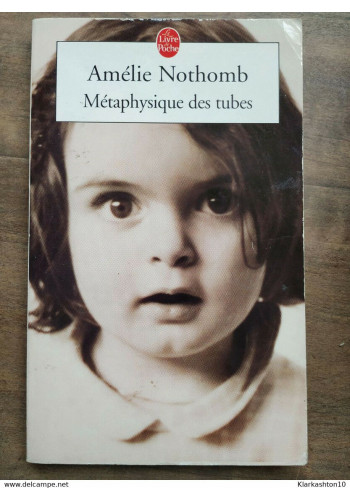 Le Livre
de
Poche
Amélie Nothomb
Métaphysique des tubes
www.delcampe.net
Klarkashton10